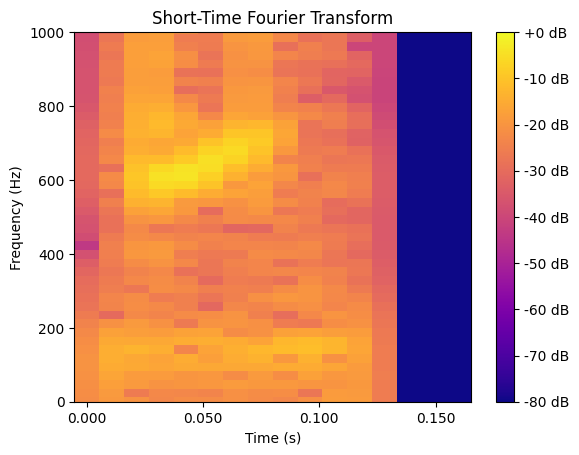 Short-Time Fourier Transform
1000
800
600
400
200
0
Frequency (Hz)
0.000
0.050
0.100
0.150
Time (s)
+0 dB
-10 dB
-20 dB
-30 dB
-40 dB
-50 dB
-60 dB
-70 dB
-80 dB